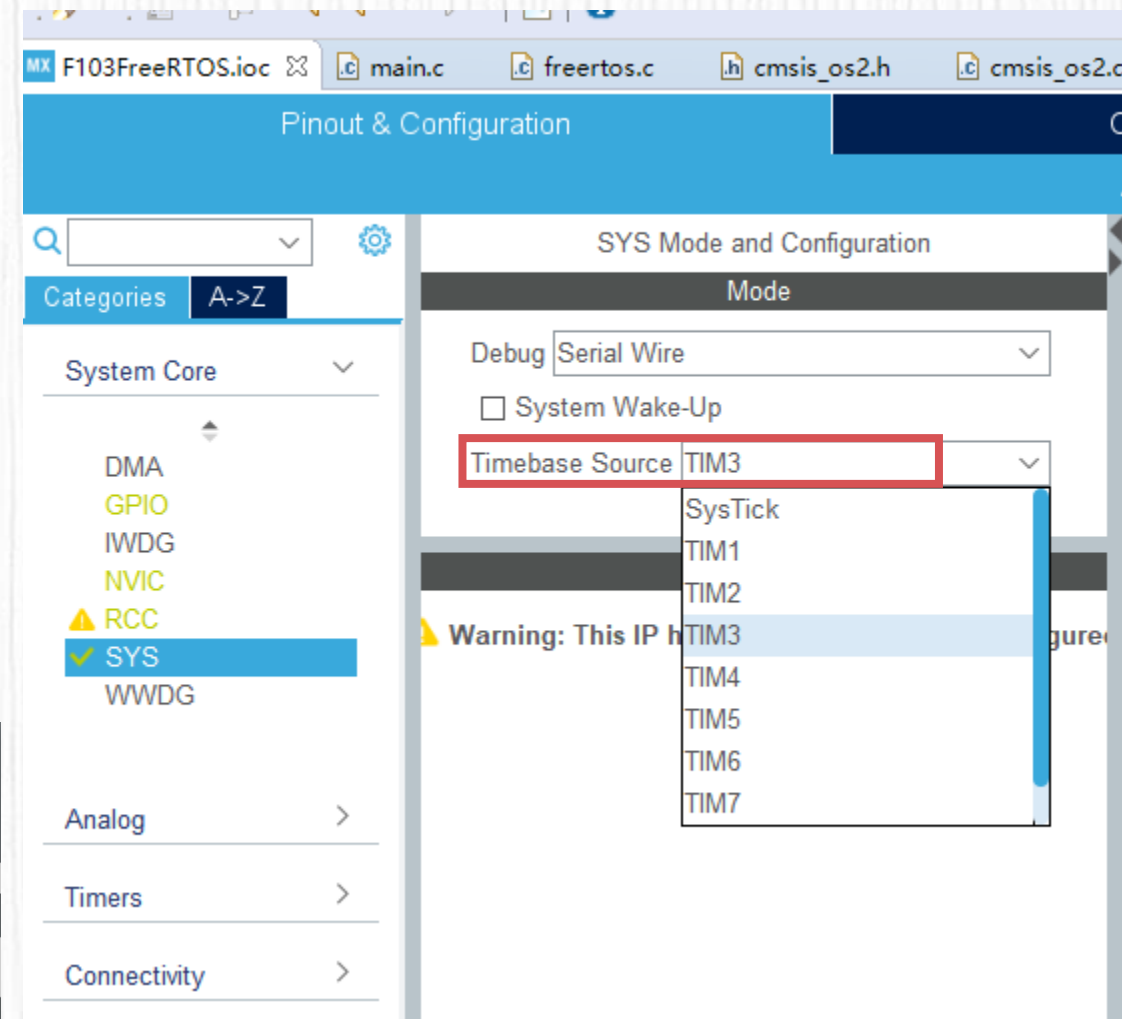 MX F103FreeRTOS.ioc .c main.c .c freertos.c .h cmsis_os2.h .c cmsis_os2.c
Pinout & Configuration
Categories A->Z
System Core
DMA
GPIO
IWDG
NVIC
RCC
SYS
WWDG
Analog
Timers
Connectivity
SYS Mode and Configuration
Mode
Debug Serial Wire
System Wake-Up
Timebase Source TIM3
SysTick
TIM1
TIM2
TIM3
TIM4
TIM5
TIM6
TIM7
Warning: This IP h